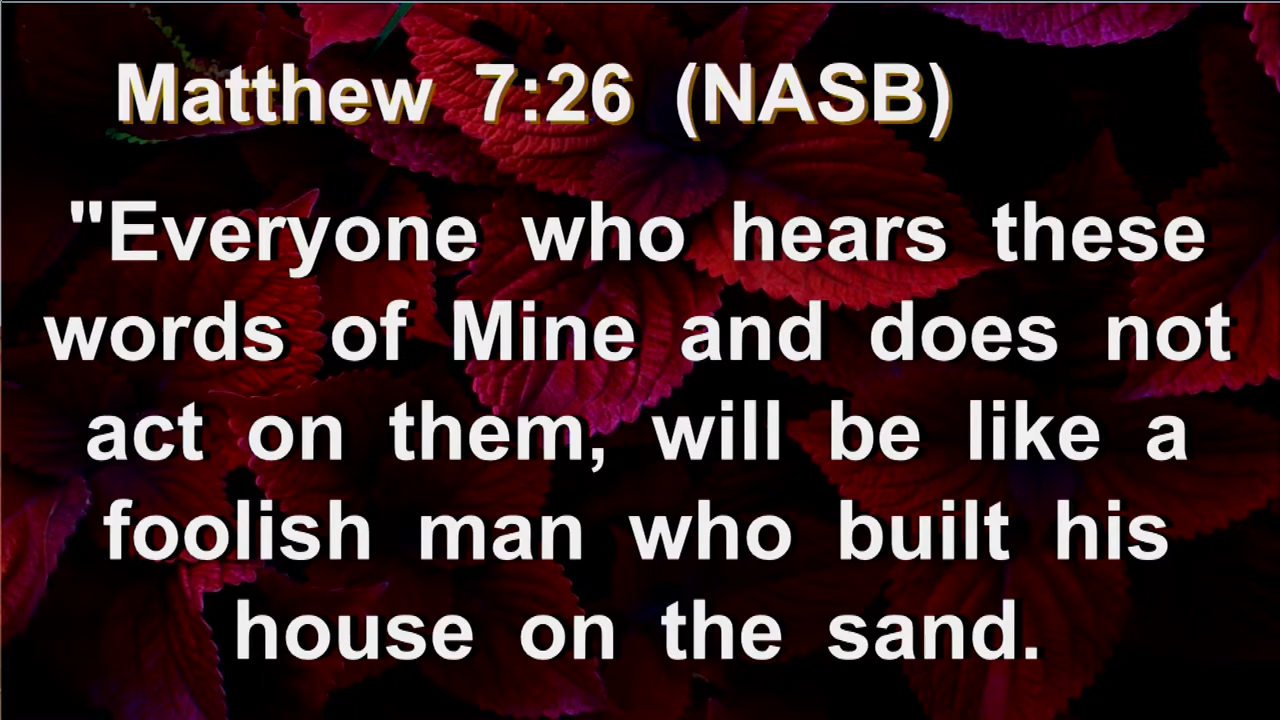 Matthew 7:26 (NASB)
"Everyone who hears these
words of Mine and does not
act on them, will be like a
foolish man who built his
house on the sand.